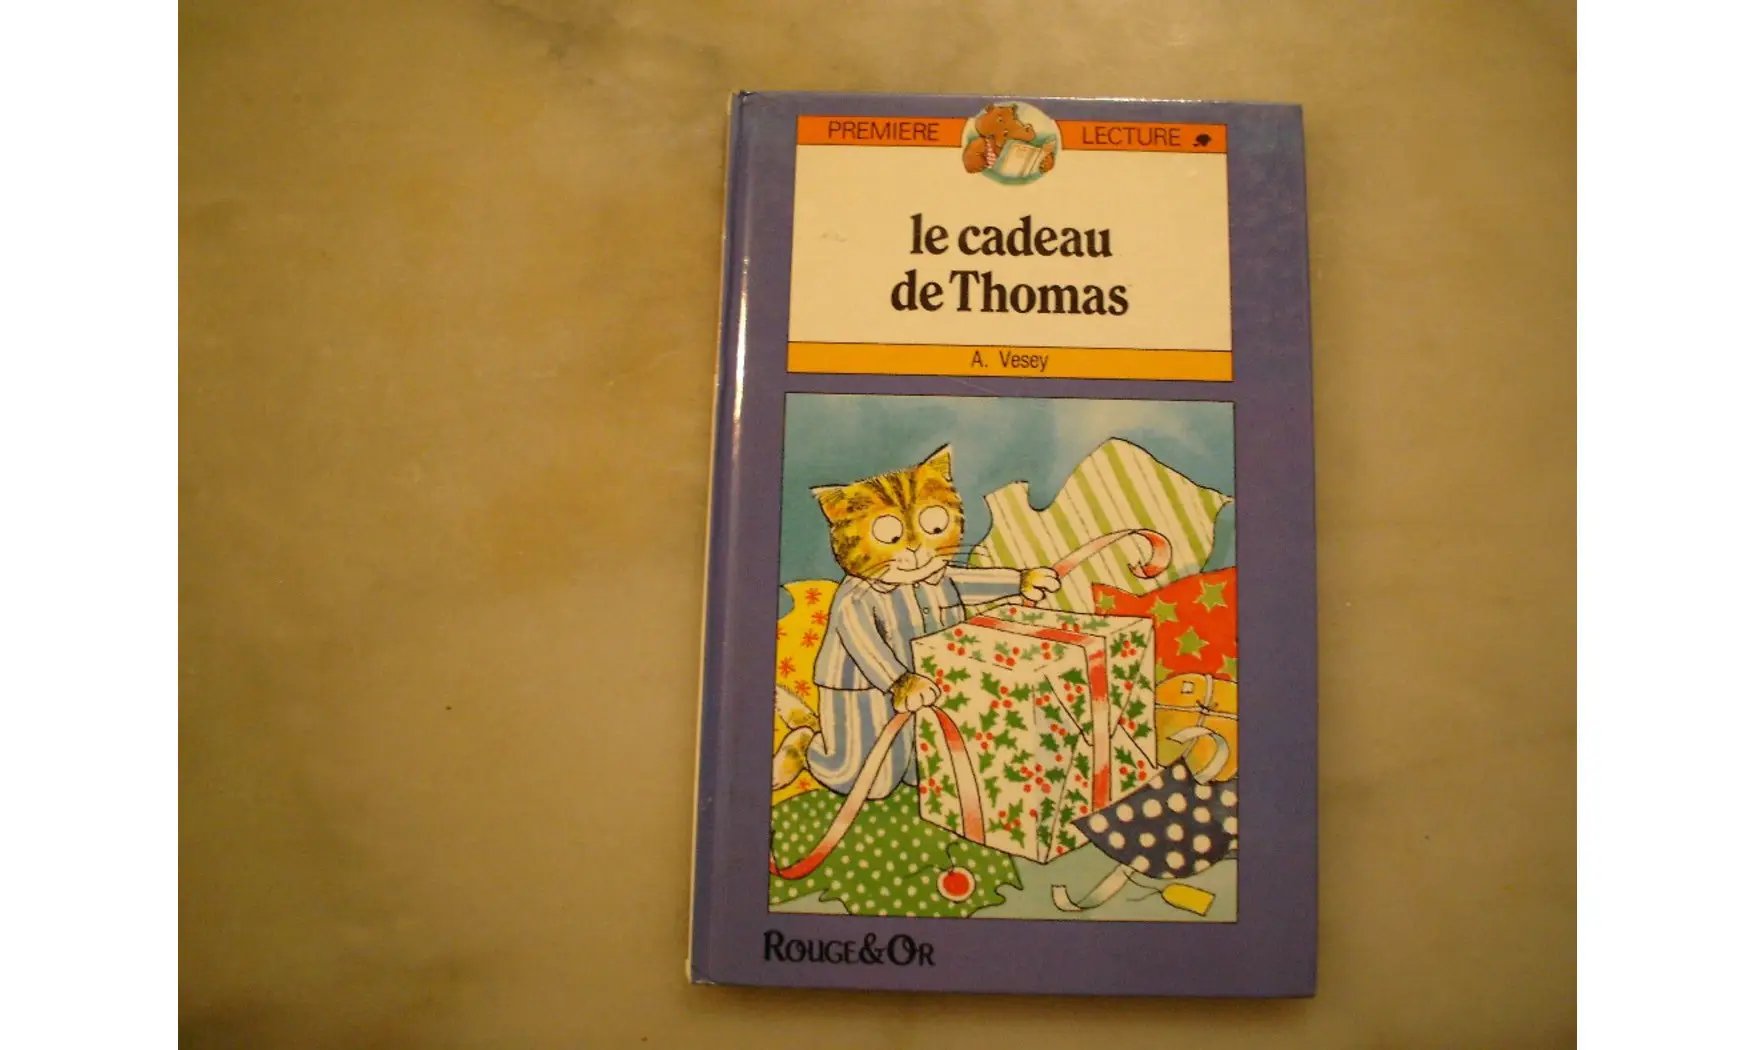 PREMIERE LECTURE
le cadeau
de Thomas
A. Vesey
ROUGE&OR